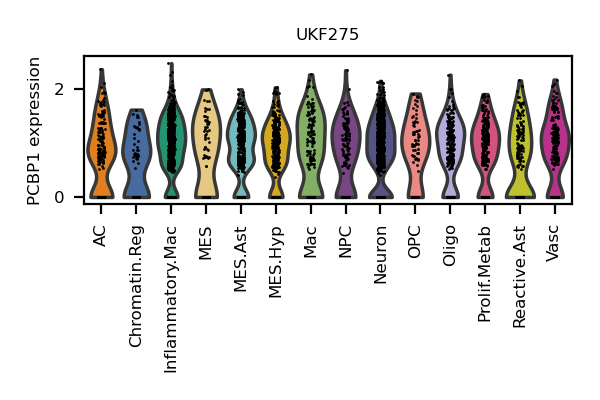 UKF275
PCBP1 expression
2
0
AC
Chromatin.Reg
Inflammatory.Mac
MES
MES.Ast
MES.Hyp
Mac
NPC
Neuron
OPC
Oligo
Prolif.Metab
Reactive.Ast
Vasc